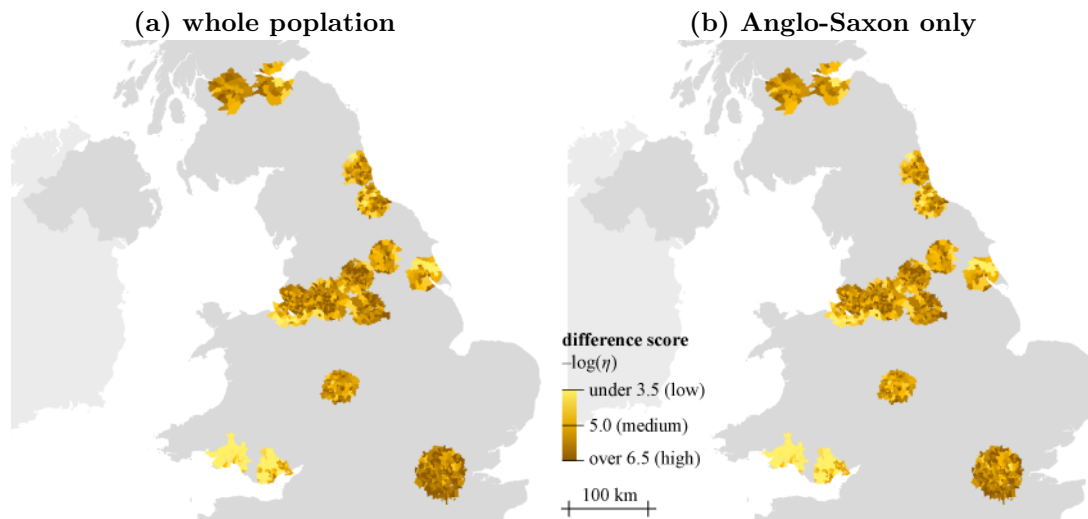 (a) whole poplation
(b) Anglo-Saxon only
difference score
–log(η)
under 3.5 (low)
5.0 (medium)
over 6.5 (high)
100 km